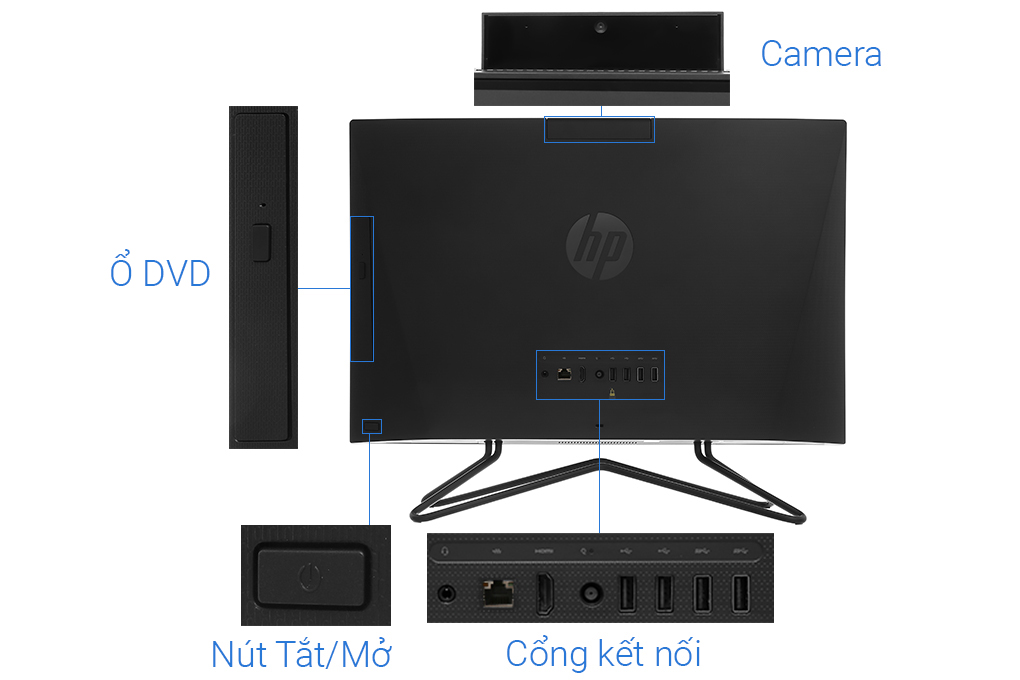 Camera
Ổ DVD
hp
HDMI
Nút Tắt/Mở
Cổng kết nối